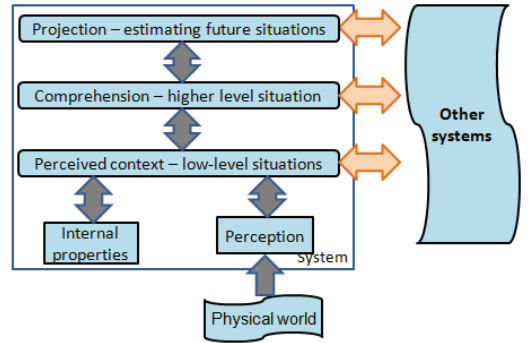 Projection – estimating future situations
Comprehension – higher level situation
Perceived context – low-level situations
Internal
properties
Perception
System
Physical world
Other
systems